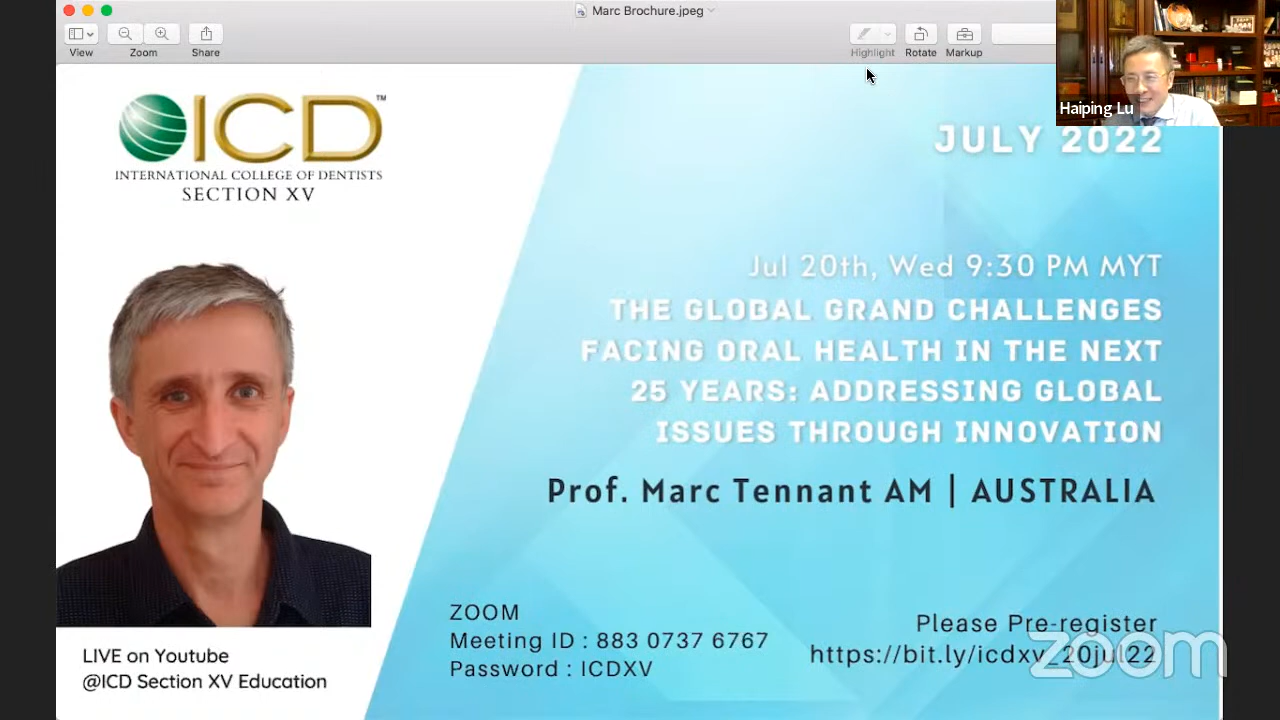 Marc Brochure.jpeg
View
Zoom
Share
Highlight
Rotate
Markup
Haiping Lu
ICD™
INTERNATIONAL COLLEGE OF DENTISTS
SECTION XV
JULY 2022
Jul 20th, Wed 9:30 PM MYT
THE GLOBAL GRAND CHALLENGES
FACING ORAL HEALTH IN THE NEXT
25 YEARS: ADDRESSING GLOBAL
ISSUES THROUGH INNOVATION
Prof. Marc Tennant AM | AUSTRALIA
ZOOM
Meeting ID : 883 0737 6767
Password : ICDXV
Please Pre-register
https://bit.ly/icdxv_20jul22
LIVE on Youtube
@ICD Section XV Education
zoom